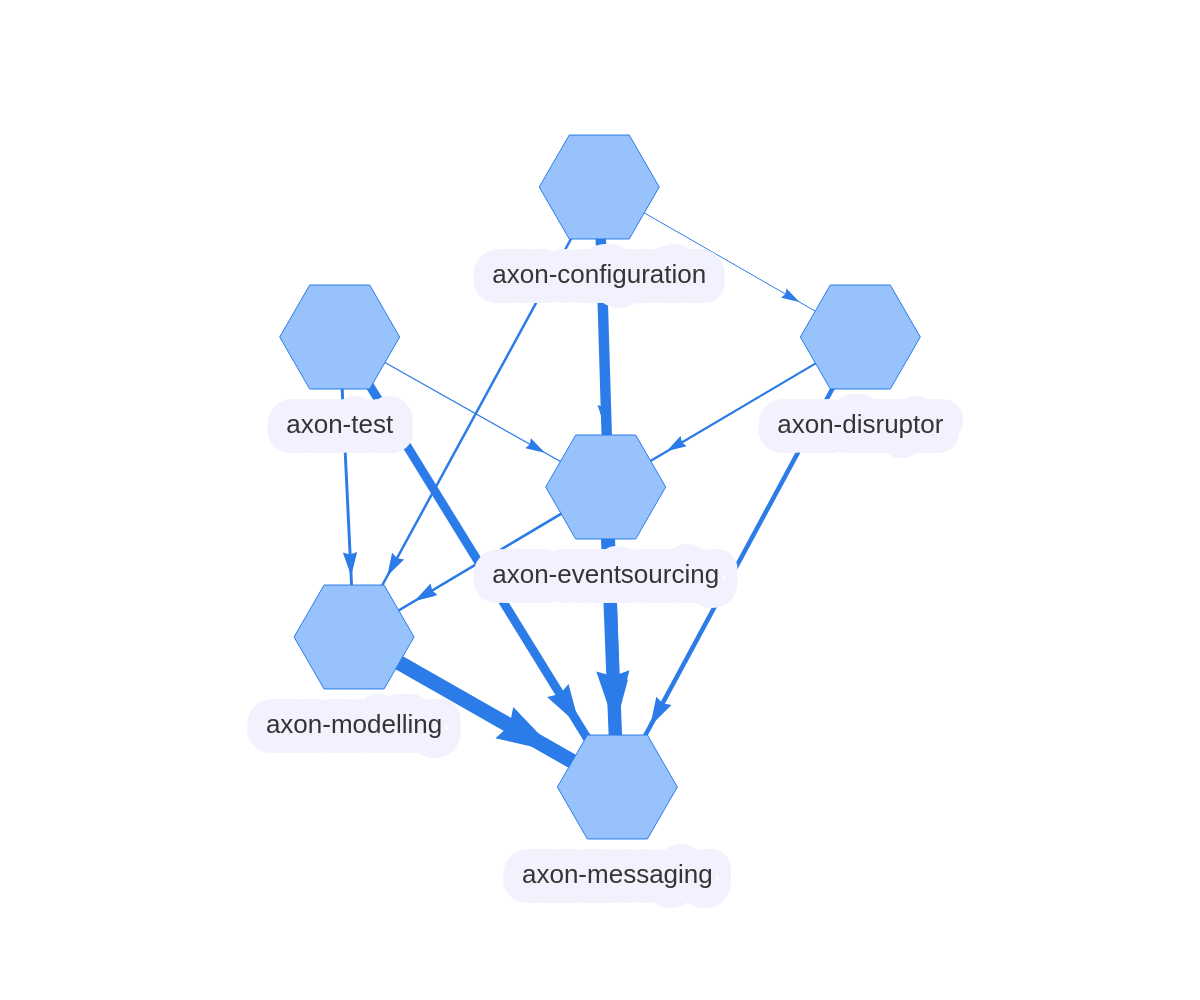 axon-configuration
axon-test
axon-disruptor
axon-eventsourcing
axon-modelling
axon-messaging